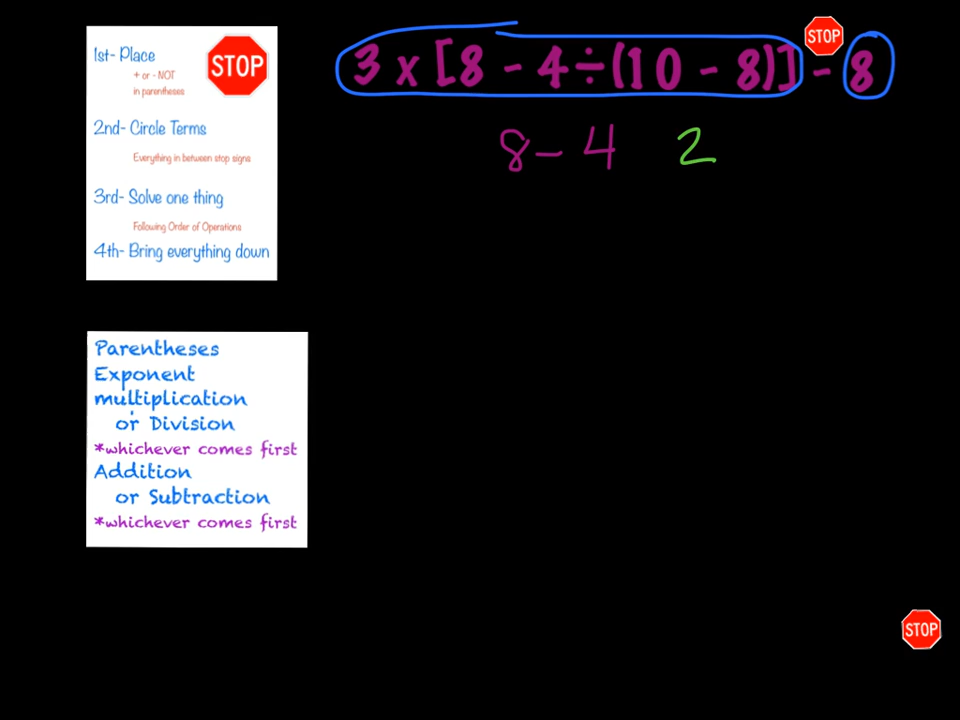 1st- Place
STOP
+ or - NOT
in parentheses
2nd- Circle Terms
Everything in between stop signs
3rd- Solve one thing
Following Order of Operations
4th- Bring everything down
STOP
3 x [8 - 4÷(10 - 8)] - 8
8 - 4 2
Parentheses
Exponent
multiplication
or Division
*whichever comes first
Addition
or Subtraction
*whichever comes first
STOP